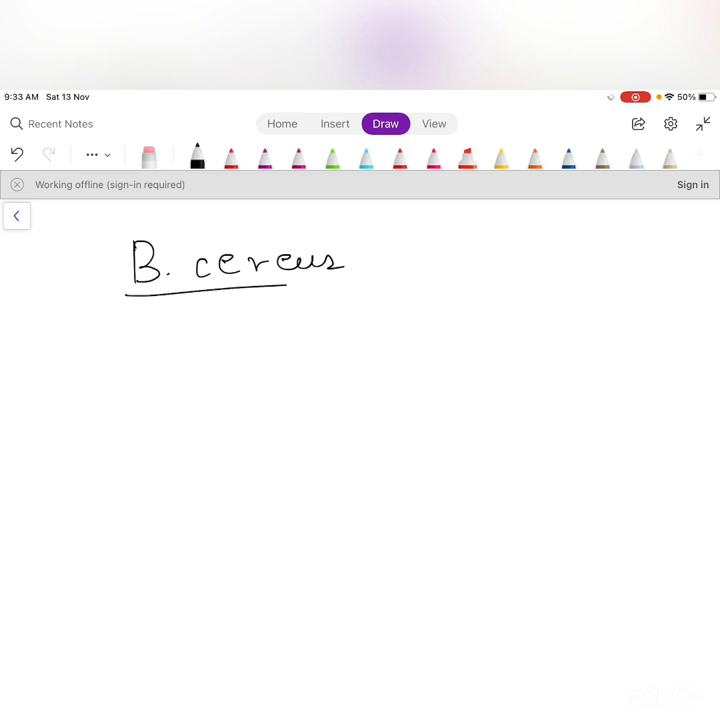 9:33 AM Sat 13 Nov 50%
Recent Notes Home Insert Draw View
Working offline (sign-in required) Sign in
B. cereus